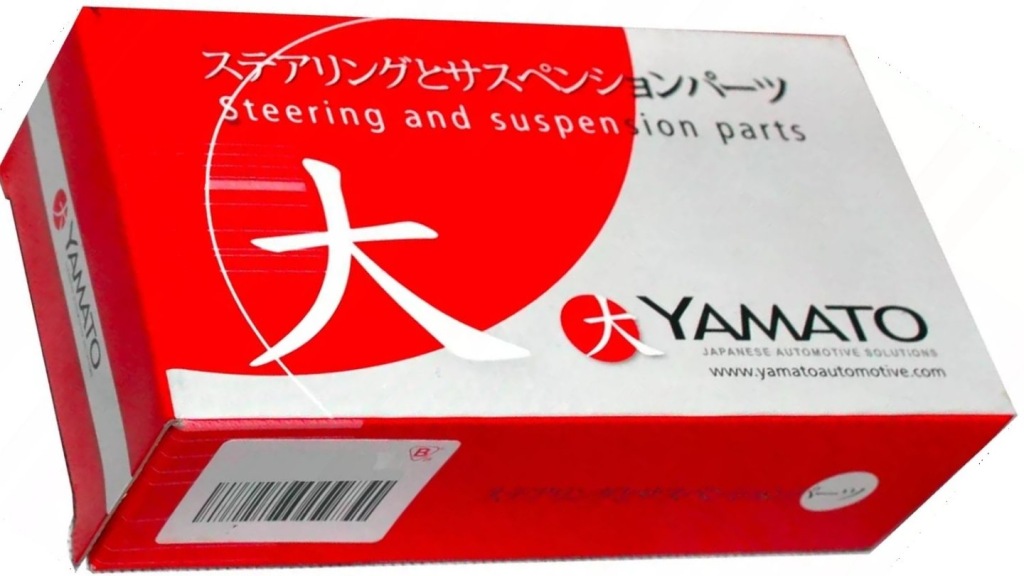 ステアリングとサスペンションパーツ
Steering and suspension parts
大
大 YAMATO
JAPANESE AUTOMOTIVE SOLUTIONS
www.yamatoautomotive.com
YAMATO
B